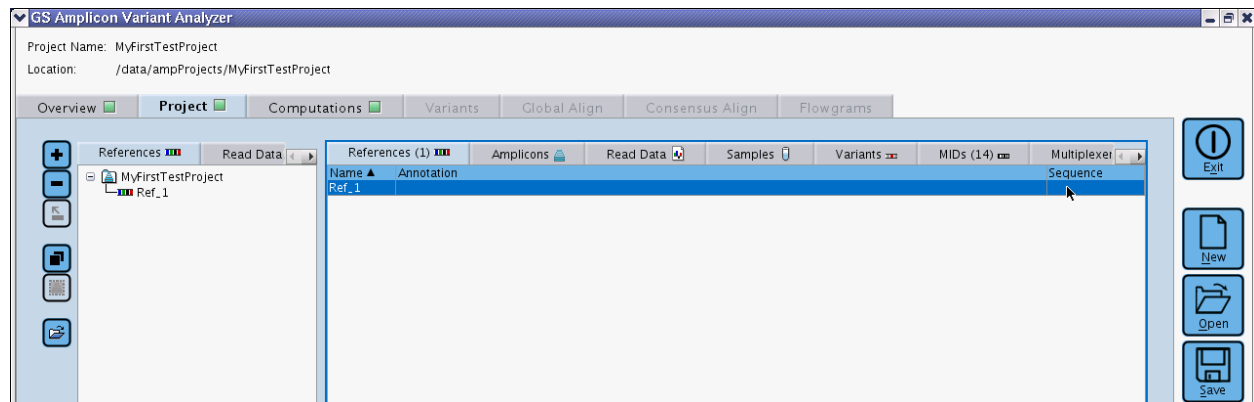 GS Amplicon Variant Analyzer
Project Name: MyFirstTestProject
Location: /data/ampProjects/MyFirstTestProject
Overview Project Computations Variants Global Align Consensus Align Flowgrams
References Read Data References (1) Amplicons Read Data Samples Variants MIDs (14) Multiplexer
Name Annotation Sequence
MyFirstTestProject
Ref_1
Ref_1
Exit
New
Open
Save